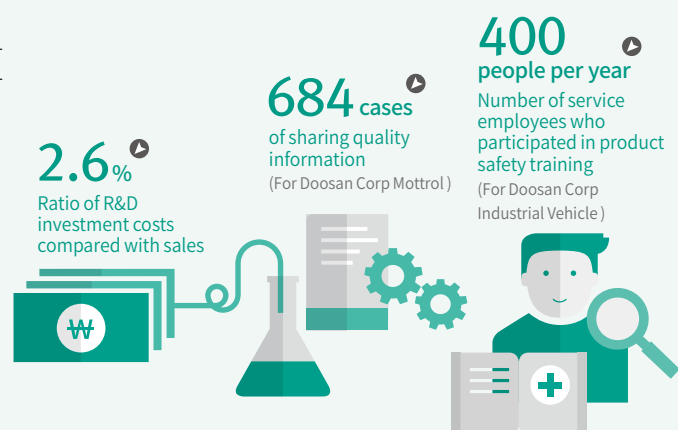 2.6 %
Ratio of R&D
investment costs
compared with sales
₩
684 cases
of sharing quality
information
(For Doosan Corp Mottrol )
400
people per year
Number of service
employees who
participated in product
safety training
(For Doosan Corp
Industrial Vehicle )